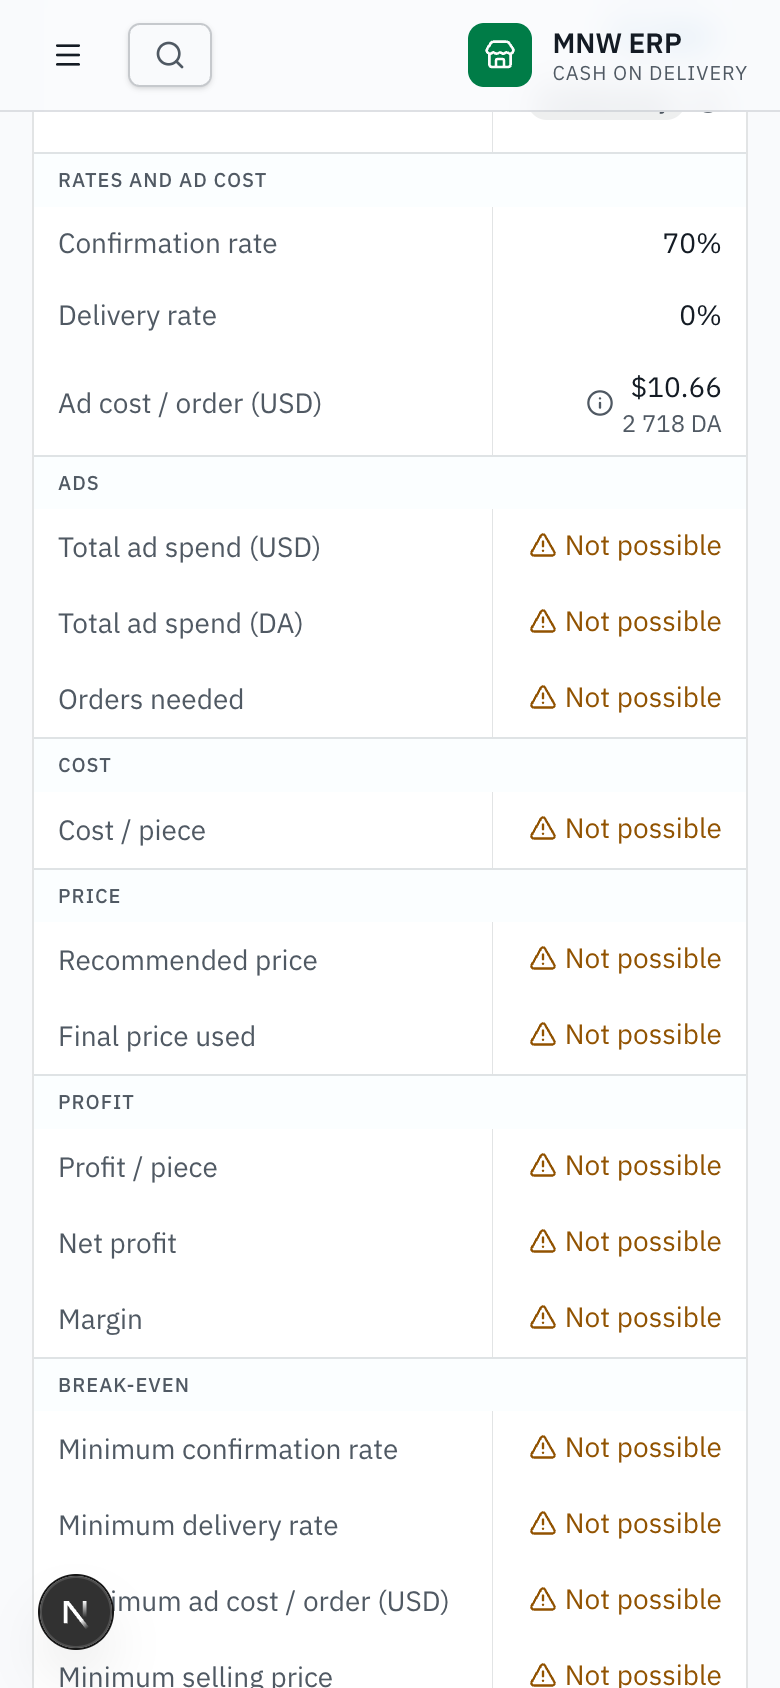 MNW ERP
CASH ON DELIVERY
RATES AND AD COST
Confirmation rate 70%
Delivery rate 0%
Ad cost / order (USD) $10.66
2 718 DA
ADS
Total ad spend (USD) Not possible
Total ad spend (DA) Not possible
Orders needed Not possible
COST
Cost / piece Not possible
PRICE
Recommended price Not possible
Final price used Not possible
PROFIT
Profit / piece Not possible
Net profit Not possible
Margin Not possible
BREAK-EVEN
Minimum confirmation rate Not possible
Minimum delivery rate Not possible
imum ad cost / order (USD) Not possible
Minimum selling price Not possible